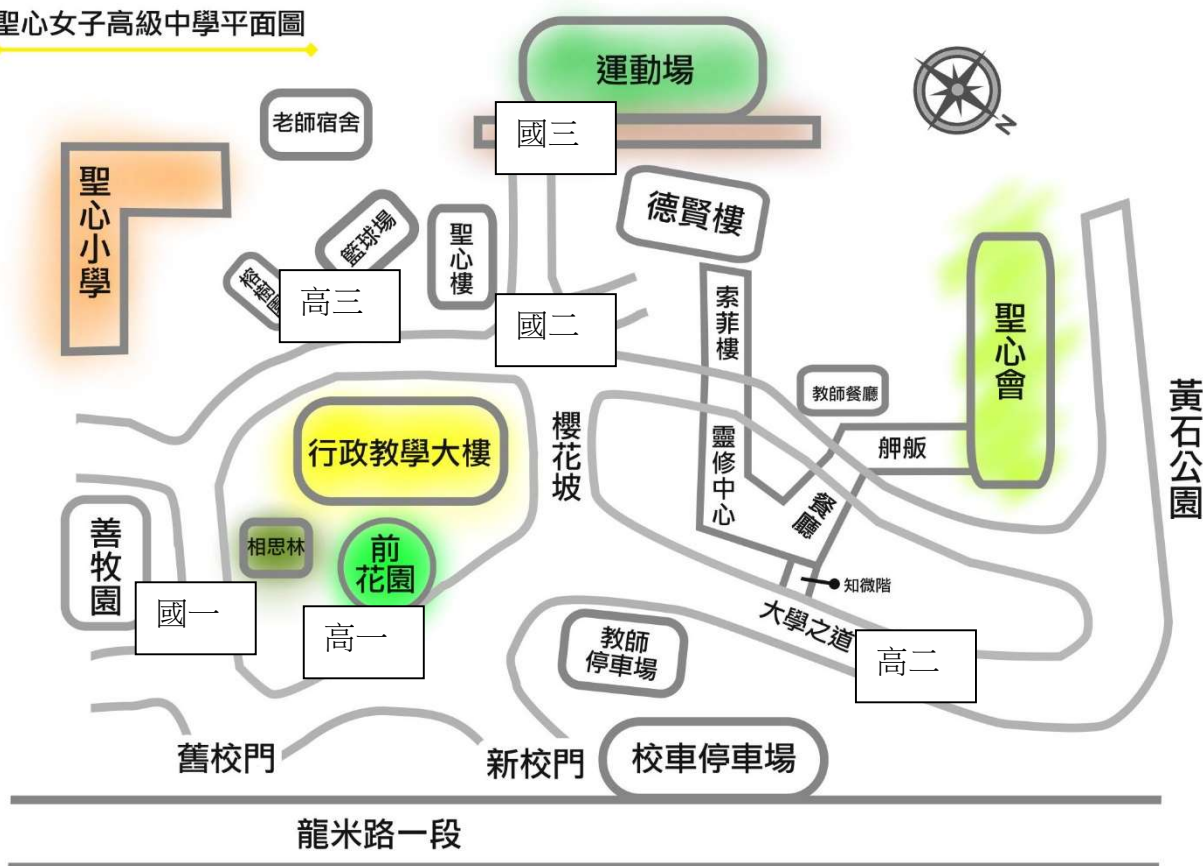 聖心女子高級中學平面圖
運動場
N
老師宿舍
國三
聖心小學
德賢樓
籃球場
聖心樓
榕樹園
高三
國二
索菲樓
聖心會
教師餐廳
黃石公園
行政教學大樓
櫻花坡
靈修中心
舺舨
餐廳
善牧園
相思林
前花園
知微階
國一
高一
大學之道
教師
停車場
高二
舊校門
新校門
校車停車場
龍米路一段